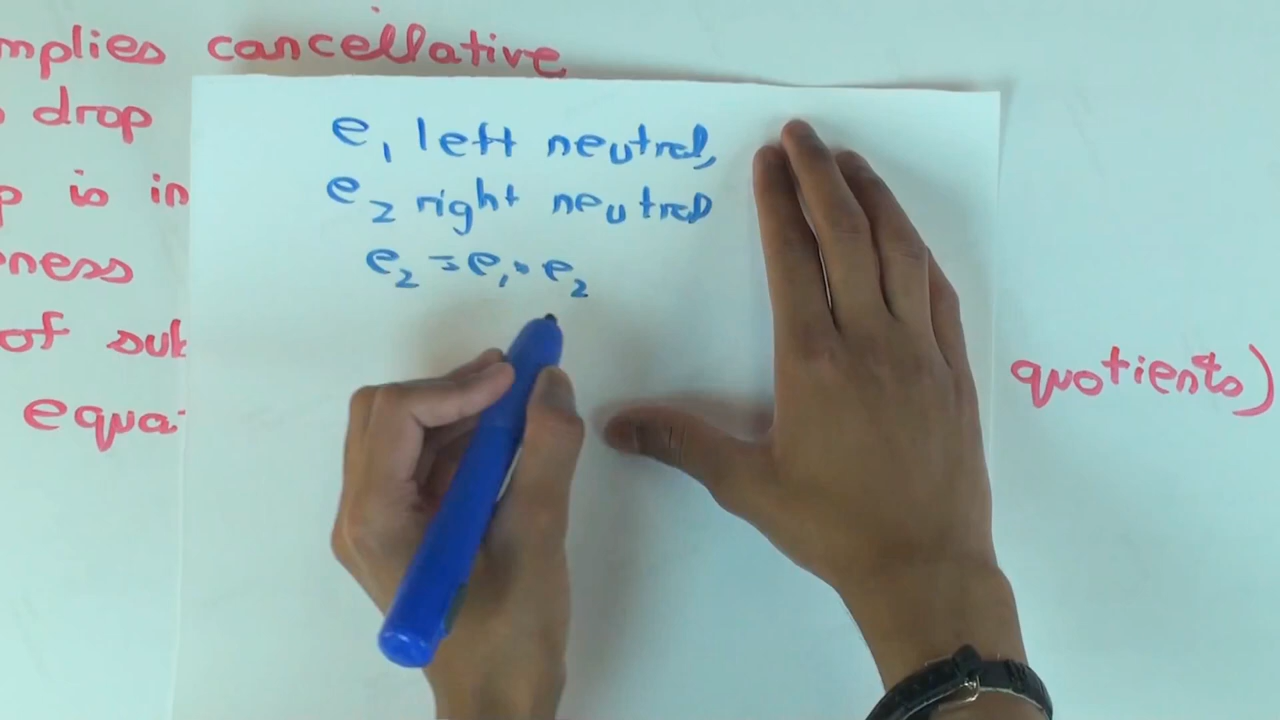 mplies cancellative
drop
p is in
ness
of sub
equa
quotients)
e₁ left neutral,
e₂ right neutral
e₂ = e₁ * e₂